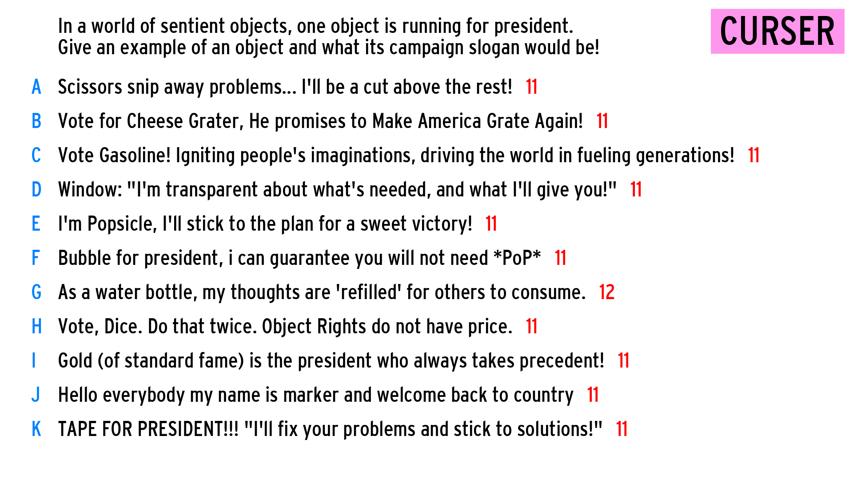 In a world of sentient objects, one object is running for president.
Give an example of an object and what its campaign slogan would be!
CURSER
A Scissors snip away problems... I'll be a cut above the rest! 11
B Vote for Cheese Grater, He promises to Make America Grate Again! 11
C Vote Gasoline! Igniting people's imaginations, driving the world in fueling generations! 11
D Window: "I'm transparent about what's needed, and what I'll give you!" 11
E I'm Popsicle, I'll stick to the plan for a sweet victory! 11
F Bubble for president, i can guarantee you will not need *PoP* 11
G As a water bottle, my thoughts are 'refilled' for others to consume. 12
H Vote, Dice. Do that twice. Object Rights do not have price. 11
I Gold (of standard fame) is the president who always takes precedent! 11
J Hello everybody my name is marker and welcome back to country 11
K TAPE FOR PRESIDENT!!! "I'll fix your problems and stick to solutions!" 11